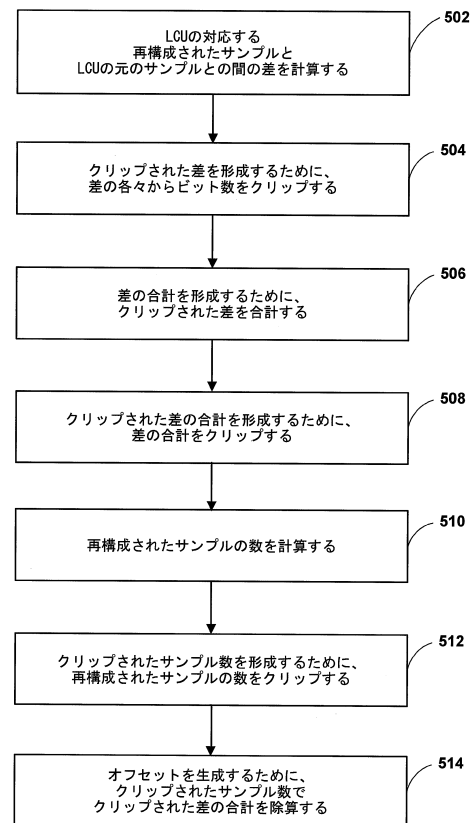 LCUの対応する
再構成されたサンプルと
LCUの元のサンプルとの間の差を計算する
502
クリップされた差を形成するために、
差の各々からビット数をクリップする
504
差の合計を形成するために、
クリップされた差を合計する
506
クリップされた差の合計を形成するために、
差の合計をクリップする
508
再構成されたサンプルの数を計算する
510
クリップされたサンプル数を形成するために、
再構成されたサンプルの数をクリップする
512
オフセットを生成するために、
クリップされたサンプル数で
クリップされた差の合計を除算する
514